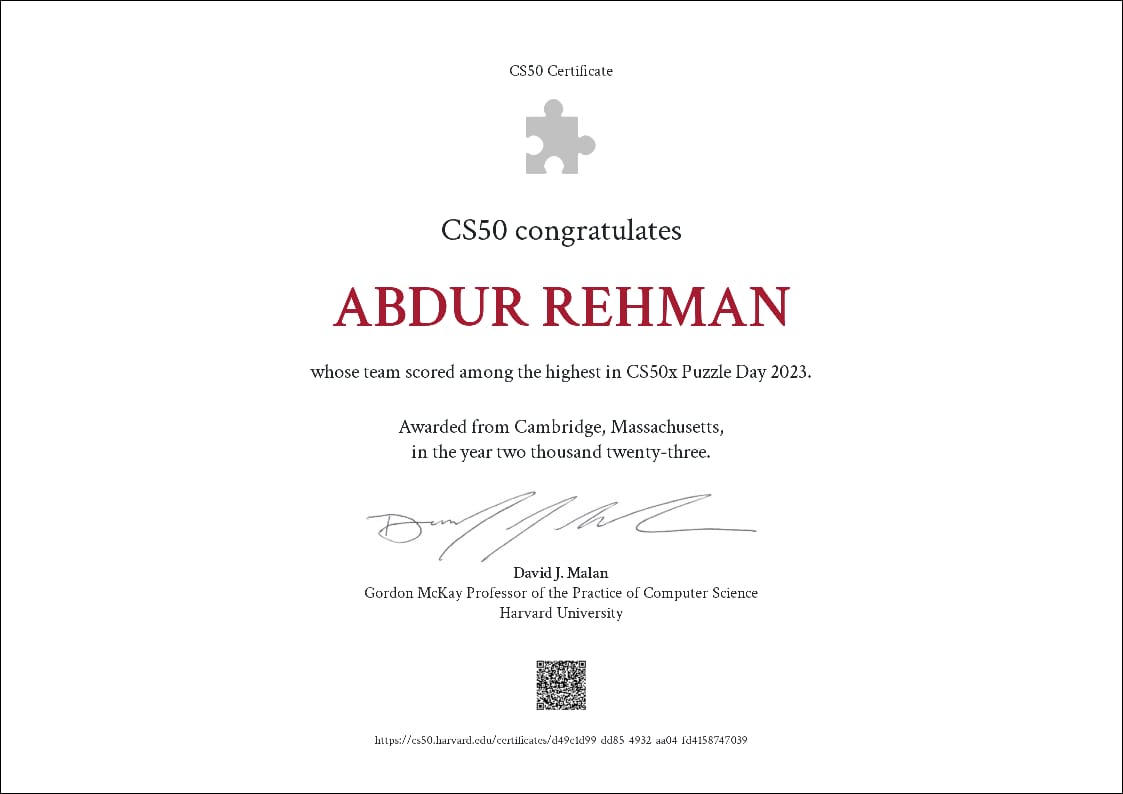 CS50 Certificate
CS50 congratulates
ABDUR REHMAN
whose team scored among the highest in CS50x Puzzle Day 2023.
Awarded from Cambridge, Massachusetts,
in the year two thousand twenty-three.
David J. Malan
Gordon McKay Professor of the Practice of Computer Science
Harvard University
https://cs50.harvard.edu/certificates/d49c1d99-dd85-4932-aa04-fd4158747039